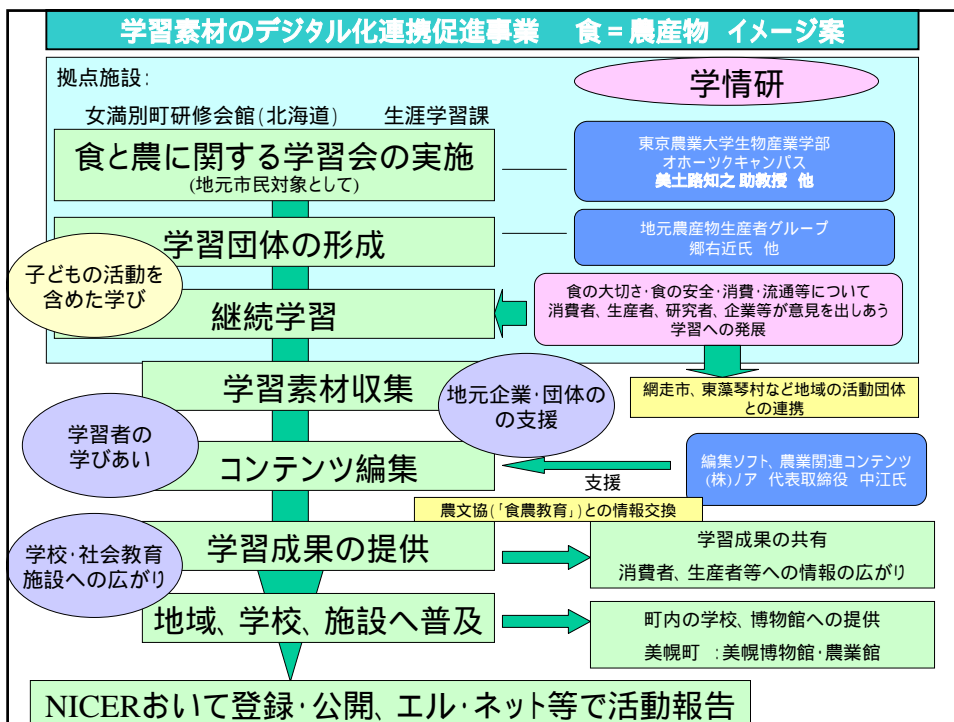 学習素材のデジタル化連携促進事業　食＝農産物 イメージ案
拠点施設:
学情研
女満別町研修会館(北海道)　生涯学習課
食と農に関する学習会の実施
(地元市民対象として)
東京農業大学生物産業学部
オホーツクキャンパス
美土路知之 助教授 他
学習団体の形成
地元農産物生産者グループ
郷右近氏 他
子どもの活動を
含めた学び
継続学習
食の大切さ・食の安全・消費・流通等について
消費者、生産者、研究者、企業等が意見を出しあう
学習への発展
学習素材収集
地元企業・団体の
の支援
網走市、東藻琴村など地域の活動団体
との連携
学習者の
学びあい
コンテンツ編集
支援
編集ソフト、農業関連コンテンツ
(株)ノア 代表取締役 中江氏
農文協(「食農教育」)との情報交換
学校・社会教育
施設への広がり
学習成果の提供
学習成果の共有
消費者、生産者等への情報の広がり
地域、学校、施設へ普及
町内の学校、博物館への提供
美幌町 :美幌博物館・農業館
NICERおいて登録・公開、エル・ネット等で活動報告